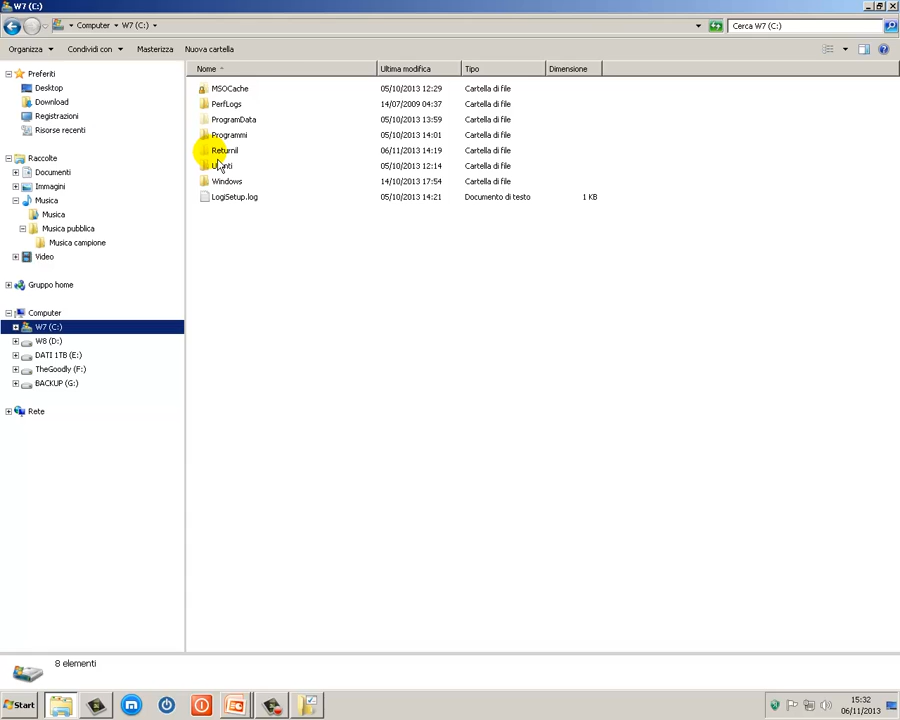 W7 (C:)
Computer W7 (C:)
Cerca W7 (C:)
Organizza Condividi con Masterizza Nuova cartella
Preferiti
Desktop
Download
Registrazioni
Risorse recenti
Raccolte
Documenti
Immagini
Musica
Musica
Musica pubblica
Musica campione
Video
Gruppo home
Computer
W7 (C:)
W8 (D:)
DATI 1TB (E:)
TheGoodly (F:)
BACKUP (G:)
Rete
Nome Ultima modifica Tipo Dimensione
MSOCache 05/10/2013 12:29 Cartella di file
PerfLogs 14/07/2009 04:37 Cartella di file
ProgramData 05/10/2013 13:59 Cartella di file
Programmi 05/10/2013 14:01 Cartella di file
Returnil 06/11/2013 14:19 Cartella di file
Utenti 05/10/2013 12:14 Cartella di file
Windows 14/10/2013 17:54 Cartella di file
LogiSetup.log 05/10/2013 14:21 Documento di testo 1 KB
8 elementi
Start
15:32
06/11/2013